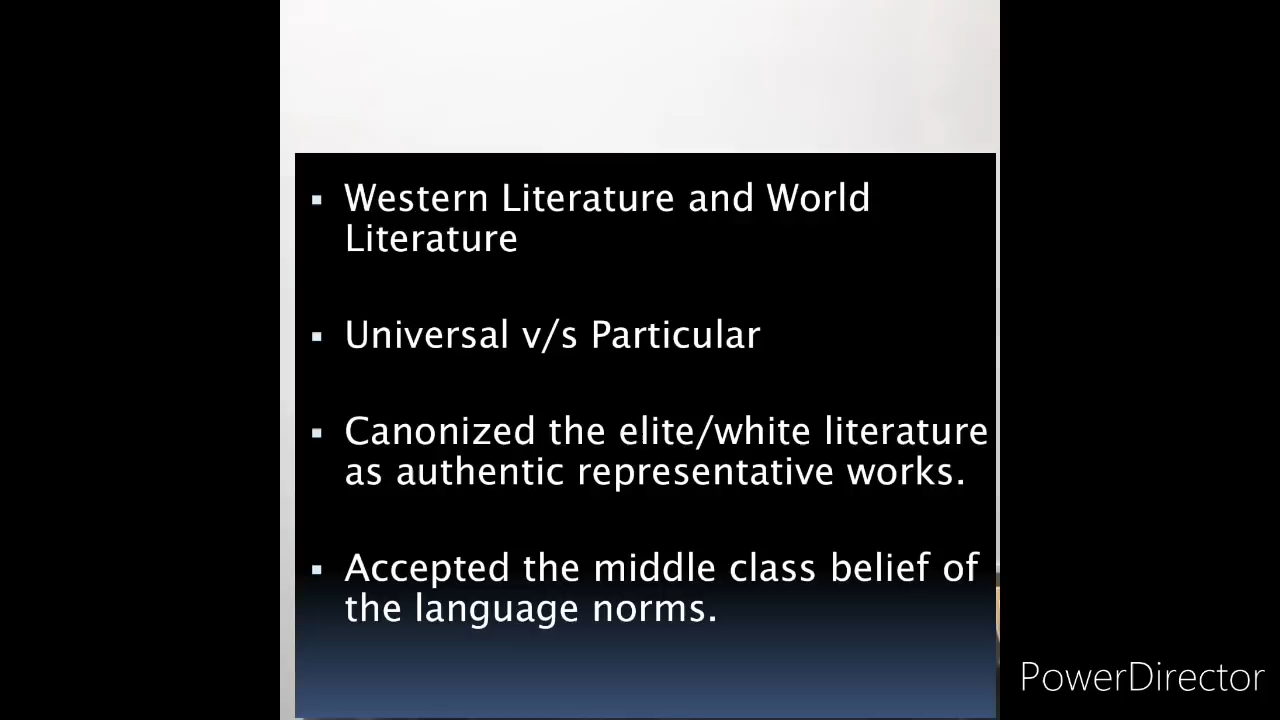 ▪ Western Literature and World
Literature
▪ Universal v/s Particular
▪ Canonized the elite/white literature
as authentic representative works.
▪ Accepted the middle class belief of
the language norms.
PowerDirector